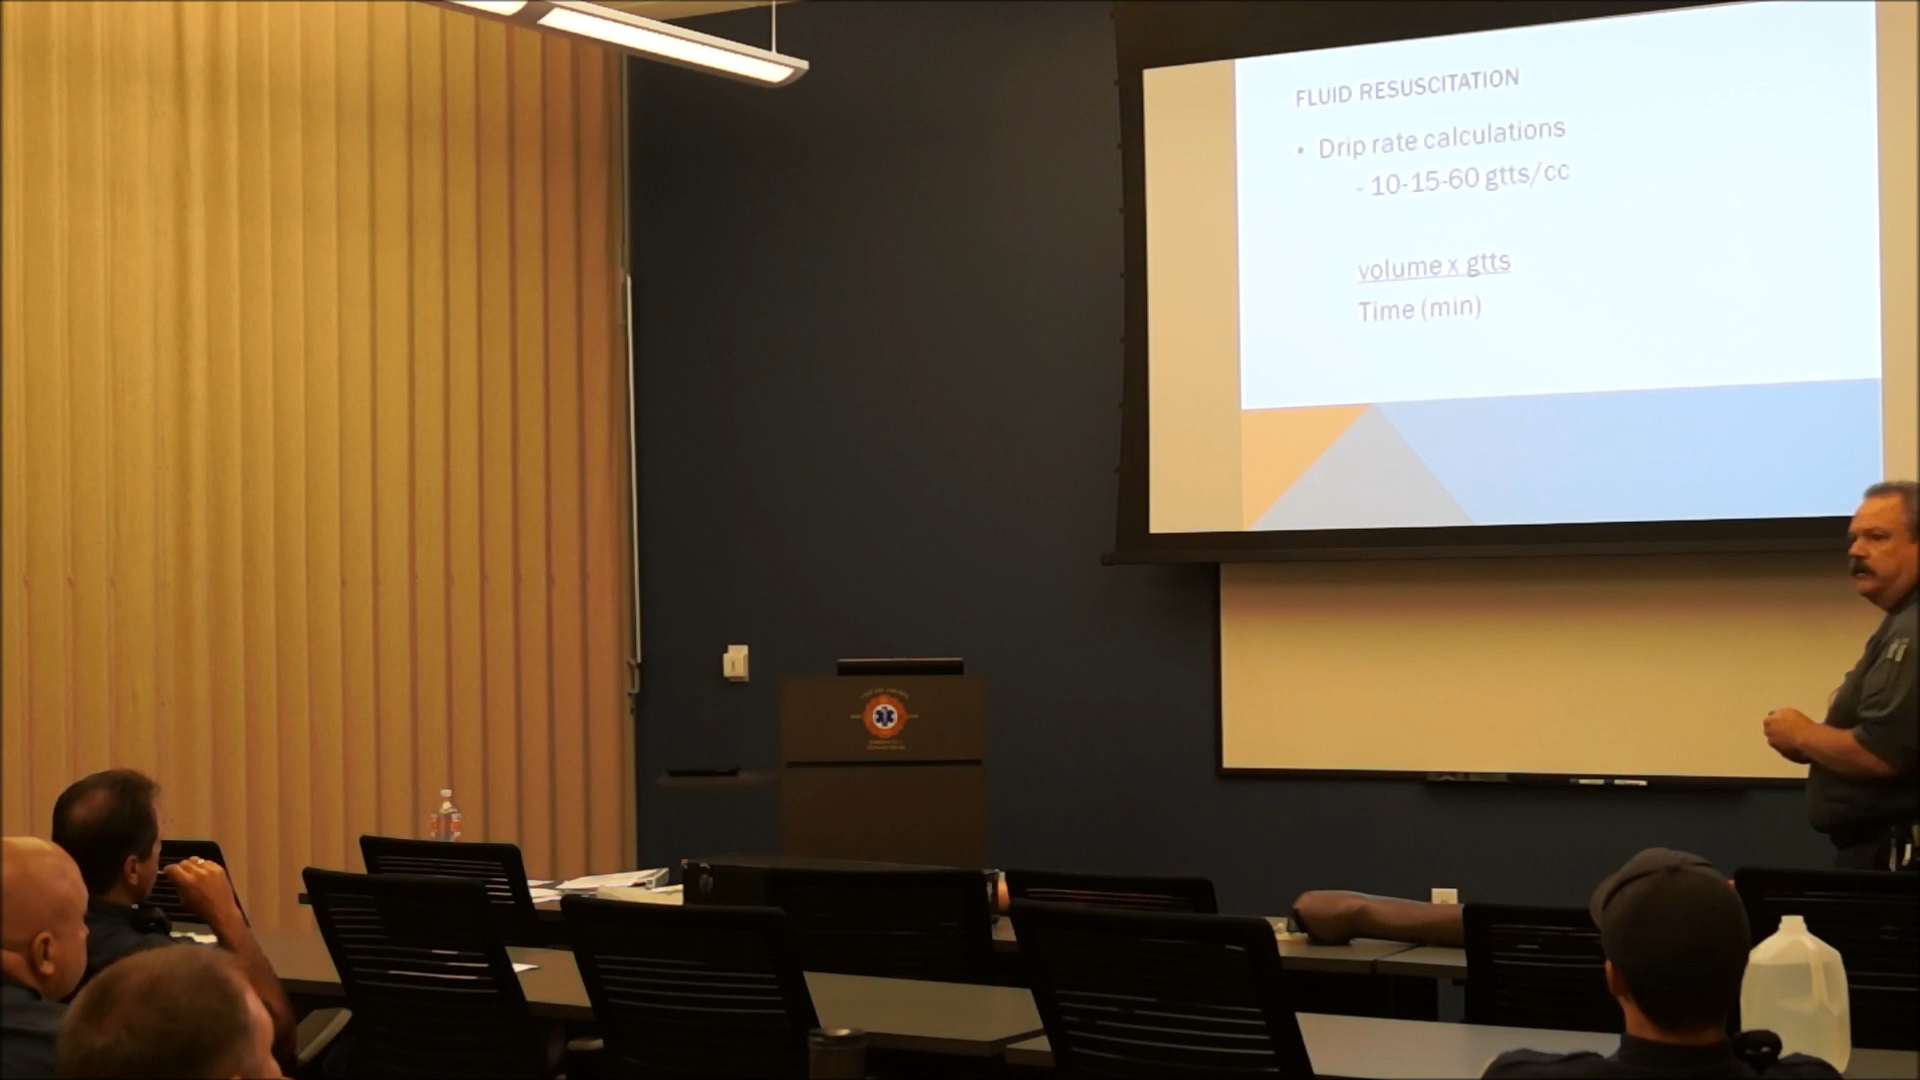 FLUID RESUSCITATION
• Drip rate calculations
- 10-15-60 gtts/cc
volume x gtts
Time (min)